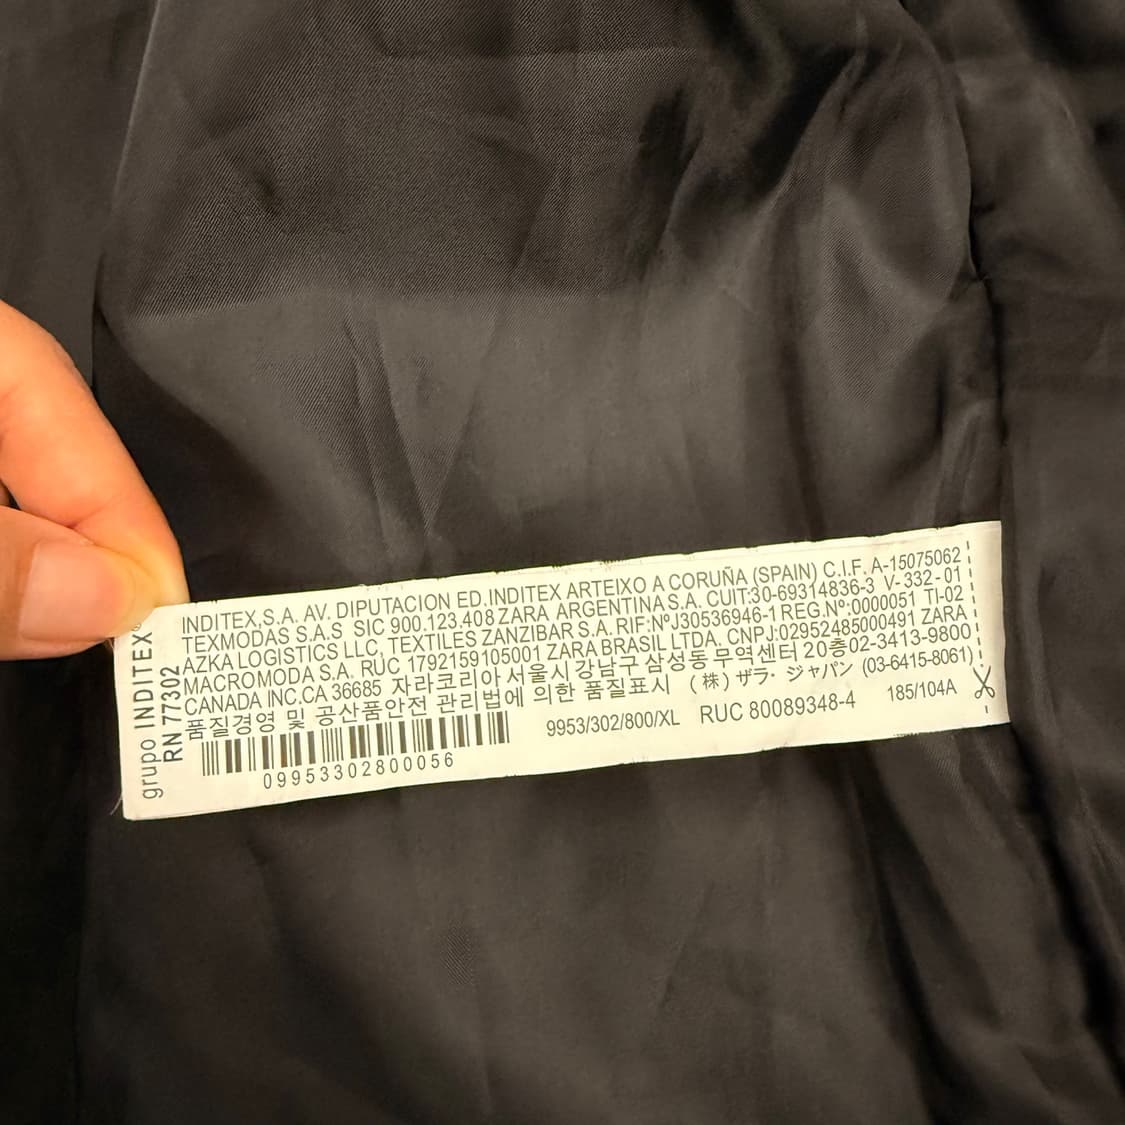 grupo INDITEX®
RN 77302
INDITEX,S.A. AV. DIPUTACION ED.INDITEX ARTEIXO A CORUÑA (SPAIN) C.I.F. A-15075062
TEXMODAS S.A.S SIC 900.123.408 ZARA ARGENTINA S.A. CUIT:30-69314836-3 V-332-01
AZKA LOGISTICS LLC, TEXTILES ZANZIBAR S.A. RIF:NºJ30536946-1 REG.Nº:0000051 TI-02
MACROMODA S.A. RUC 1792159105001 ZARA BRASIL LTDA. CNPJ:02952485000491 ZARA
CANADA INC.CA 36685 자라코리아 서울시강남구 삼성동무역센터 20층02-3413-9800
품질경영 및 공산품안전 관리법에 의한 품질표시 (株) ザラ・ ジャパン (03-6415-8061)
09953302800056
9953/302/800/XL RUC 80089348-4 185/104A